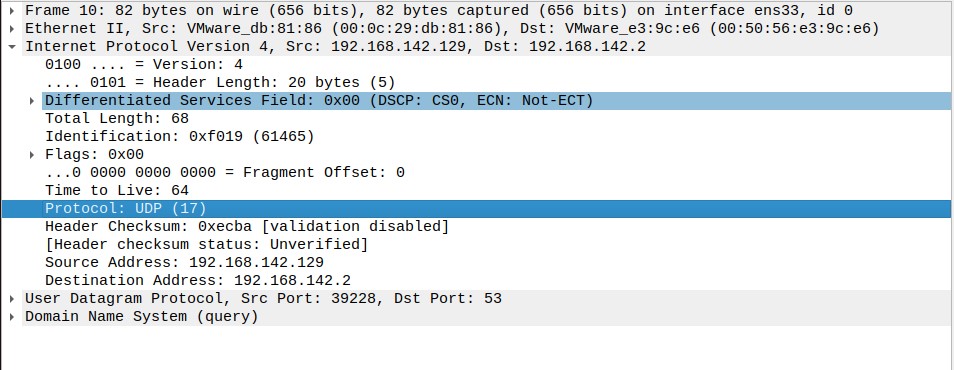 Frame 10: 82 bytes on wire (656 bits), 82 bytes captured (656 bits) on interface ens33, id 0
Ethernet II, Src: VMware_db:81:86 (00:0c:29:db:81:86), Dst: VMware_e3:9c:e6 (00:50:56:e3:9c:e6)
Internet Protocol Version 4, Src: 192.168.142.129, Dst: 192.168.142.2
0100 .... = Version: 4
.... 0101 = Header Length: 20 bytes (5)
Differentiated Services Field: 0x00 (DSCP: CS0, ECN: Not-ECT)
Total Length: 68
Identification: 0xf019 (61465)
Flags: 0x00
...0 0000 0000 0000 = Fragment Offset: 0
Time to Live: 64
Protocol: UDP (17)
Header Checksum: 0xecba [validation disabled]
[Header checksum status: Unverified]
Source Address: 192.168.142.129
Destination Address: 192.168.142.2
User Datagram Protocol, Src Port: 39228, Dst Port: 53
Domain Name System (query)